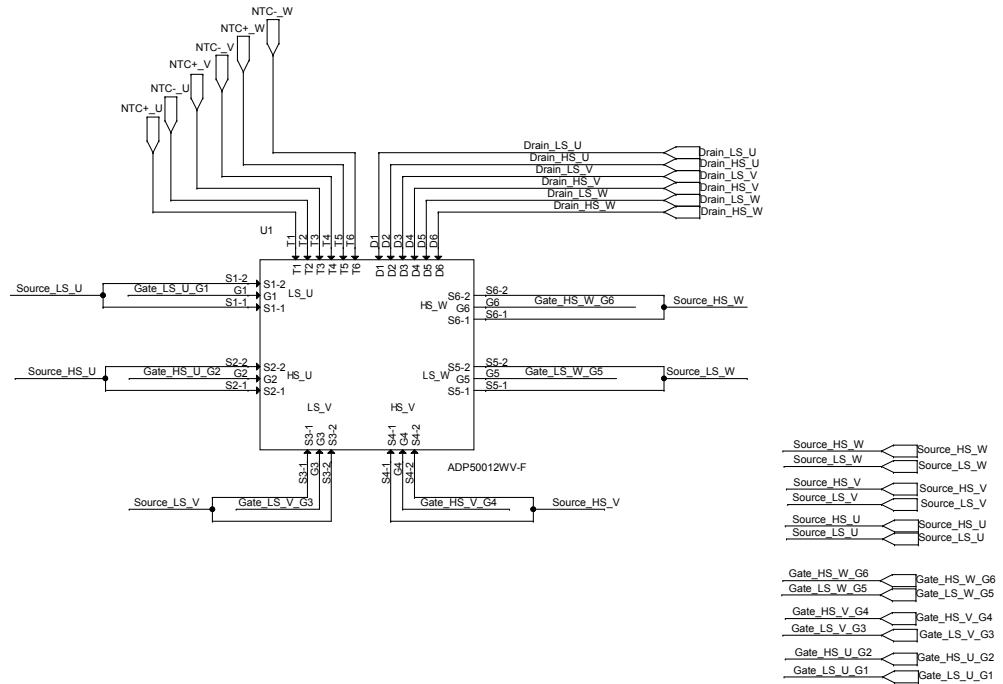 NTC-_W
NTC+_W
NTC-_V
NTC+_V
NTC-_U
NTC+_U
Drain_LS_U Drain_LS_U
Drain_HS_U Drain_HS_U
Drain_LS_V Drain_LS_V
Drain_HS_V Drain_HS_V
Drain_LS_W Drain_LS_W
Drain_HS_W Drain_HS_W
U1
T1 T2 T3 T4 T5 T6 D1 D2 D3 D4 D5 D6
T1 T2 T3 T4 T5 T6 D1 D2 D3 D4 D5 D6
Source_LS_U
S1-2 S1-2
Gate_LS_U_G1 G1 G1
S1-1 S1-1
LS_U
HS_W
S6-2 S6-2
G6 G6 Gate_HS_W_G6
S6-1 S6-1
Source_HS_W
Source_HS_U
S2-2 S2-2
Gate_HS_U_G2 G2 G2
S2-1 S2-1
HS_U
LS_W
S5-2 S5-2
G5 G5 Gate_LS_W_G5
S5-1 S5-1
Source_LS_W
LS_V HS_V
S3-1 G3 S3-2 S4-1 G4 S4-2
S3-1 G3 S3-2 S4-1 G4 S4-2
ADP50012WV-F
Source_LS_V Gate_LS_V_G3 Gate_HS_V_G4 Source_HS_V
Source_HS_W Source_HS_W
Source_LS_W Source_LS_W
Source_HS_V Source_HS_V
Source_LS_V Source_LS_V
Source_HS_U Source_HS_U
Source_LS_U Source_LS_U
Gate_HS_W_G6 Gate_HS_W_G6
Gate_LS_W_G5 Gate_LS_W_G5
Gate_HS_V_G4 Gate_HS_V_G4
Gate_LS_V_G3 Gate_LS_V_G3
Gate_HS_U_G2 Gate_HS_U_G2
Gate_LS_U_G1 Gate_LS_U_G1